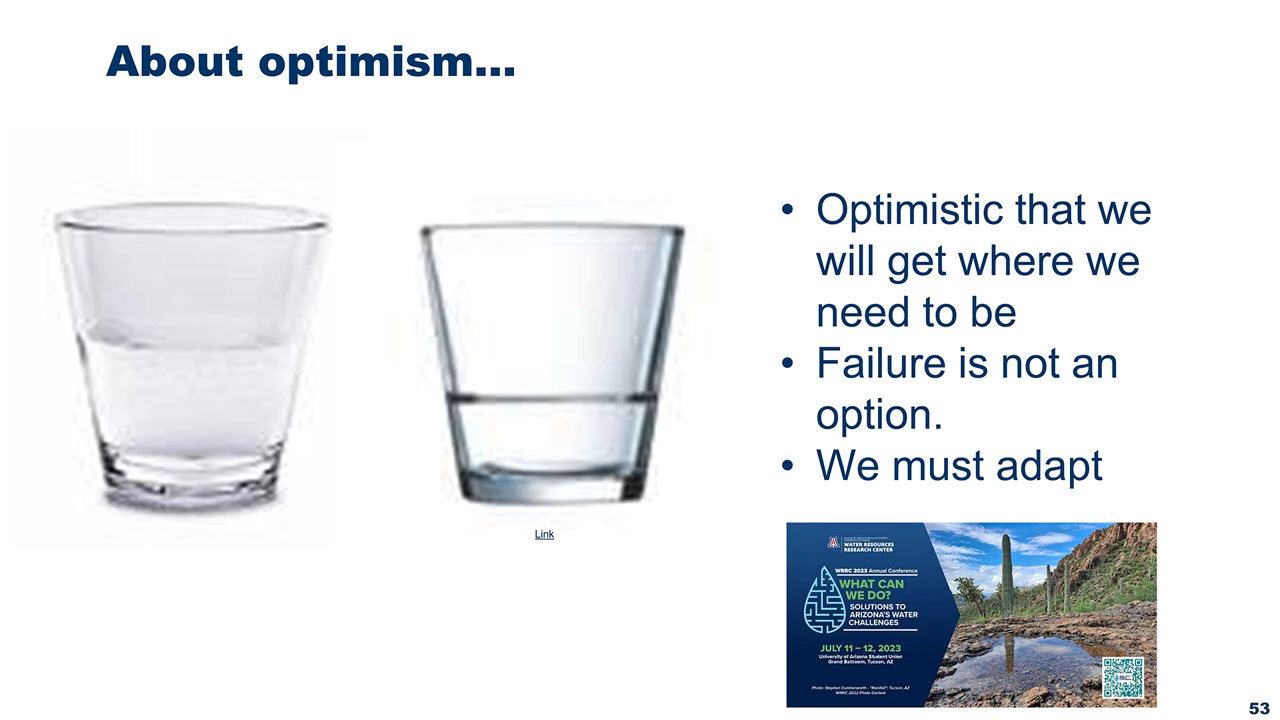 About optimism...
• Optimistic that we
will get where we
need to be
• Failure is not an
option.
• We must adapt
Link
WATER RESOURCES
RESEARCH CENTER
WRRC 2023 Annual Conference
WHAT CAN
WE DO?
SOLUTIONS TO
ARIZONA'S WATER
CHALLENGES
JULY 11 – 12, 2023
University of Arizona Student Union
Grand Ballroom, Tucson, AZ
Photo: Stephen Cumberworth - "Rainfall", Tucson, AZ
WRRC 2022 Photo Contest
53